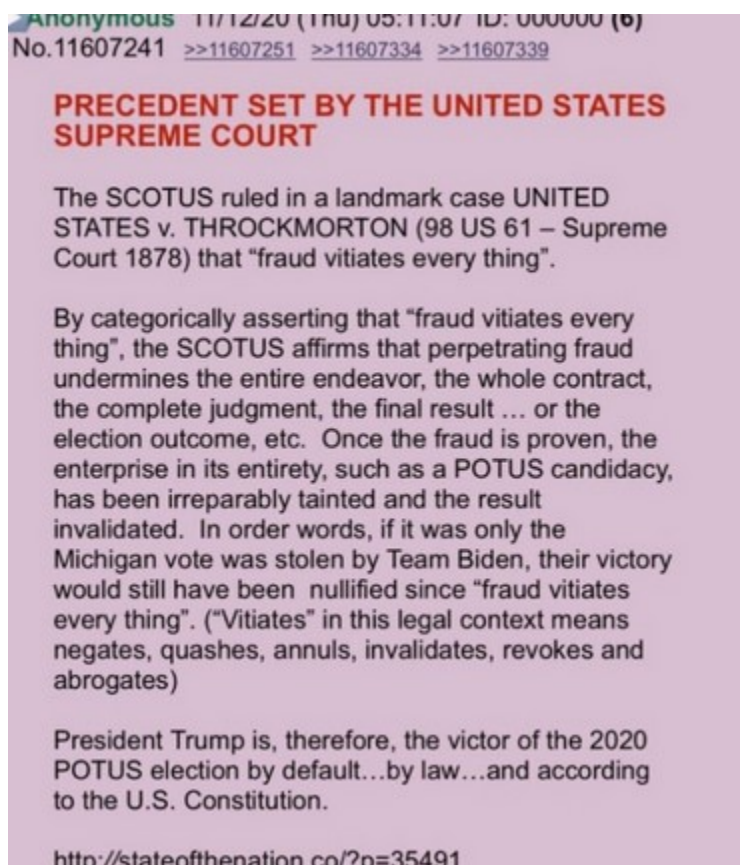 Anonymous 11/12/20 (Thu) 05:11:07 ID: 000000 (6)
No.11607241 >>11607251 >>11607334 >>11607339
PRECEDENT SET BY THE UNITED STATES
SUPREME COURT
The SCOTUS ruled in a landmark case UNITED
STATES v. THROCKMORTON (98 US 61 – Supreme
Court 1878) that “fraud vitiates every thing”.
By categorically asserting that “fraud vitiates every
thing”, the SCOTUS affirms that perpetrating fraud
undermines the entire endeavor, the whole contract,
the complete judgment, the final result ... or the
election outcome, etc. Once the fraud is proven, the
enterprise in its entirety, such as a POTUS candidacy,
has been irreparably tainted and the result
invalidated. In order words, if it was only the
Michigan vote was stolen by Team Biden, their victory
would still have been nullified since “fraud vitiates
every thing”. (“Vitiates” in this legal context means
negates, quashes, annuls, invalidates, revokes and
abrogates)
President Trump is, therefore, the victor of the 2020
POTUS election by default...by law...and according
to the U.S. Constitution.
http://stateofthenation.co/?p=35491